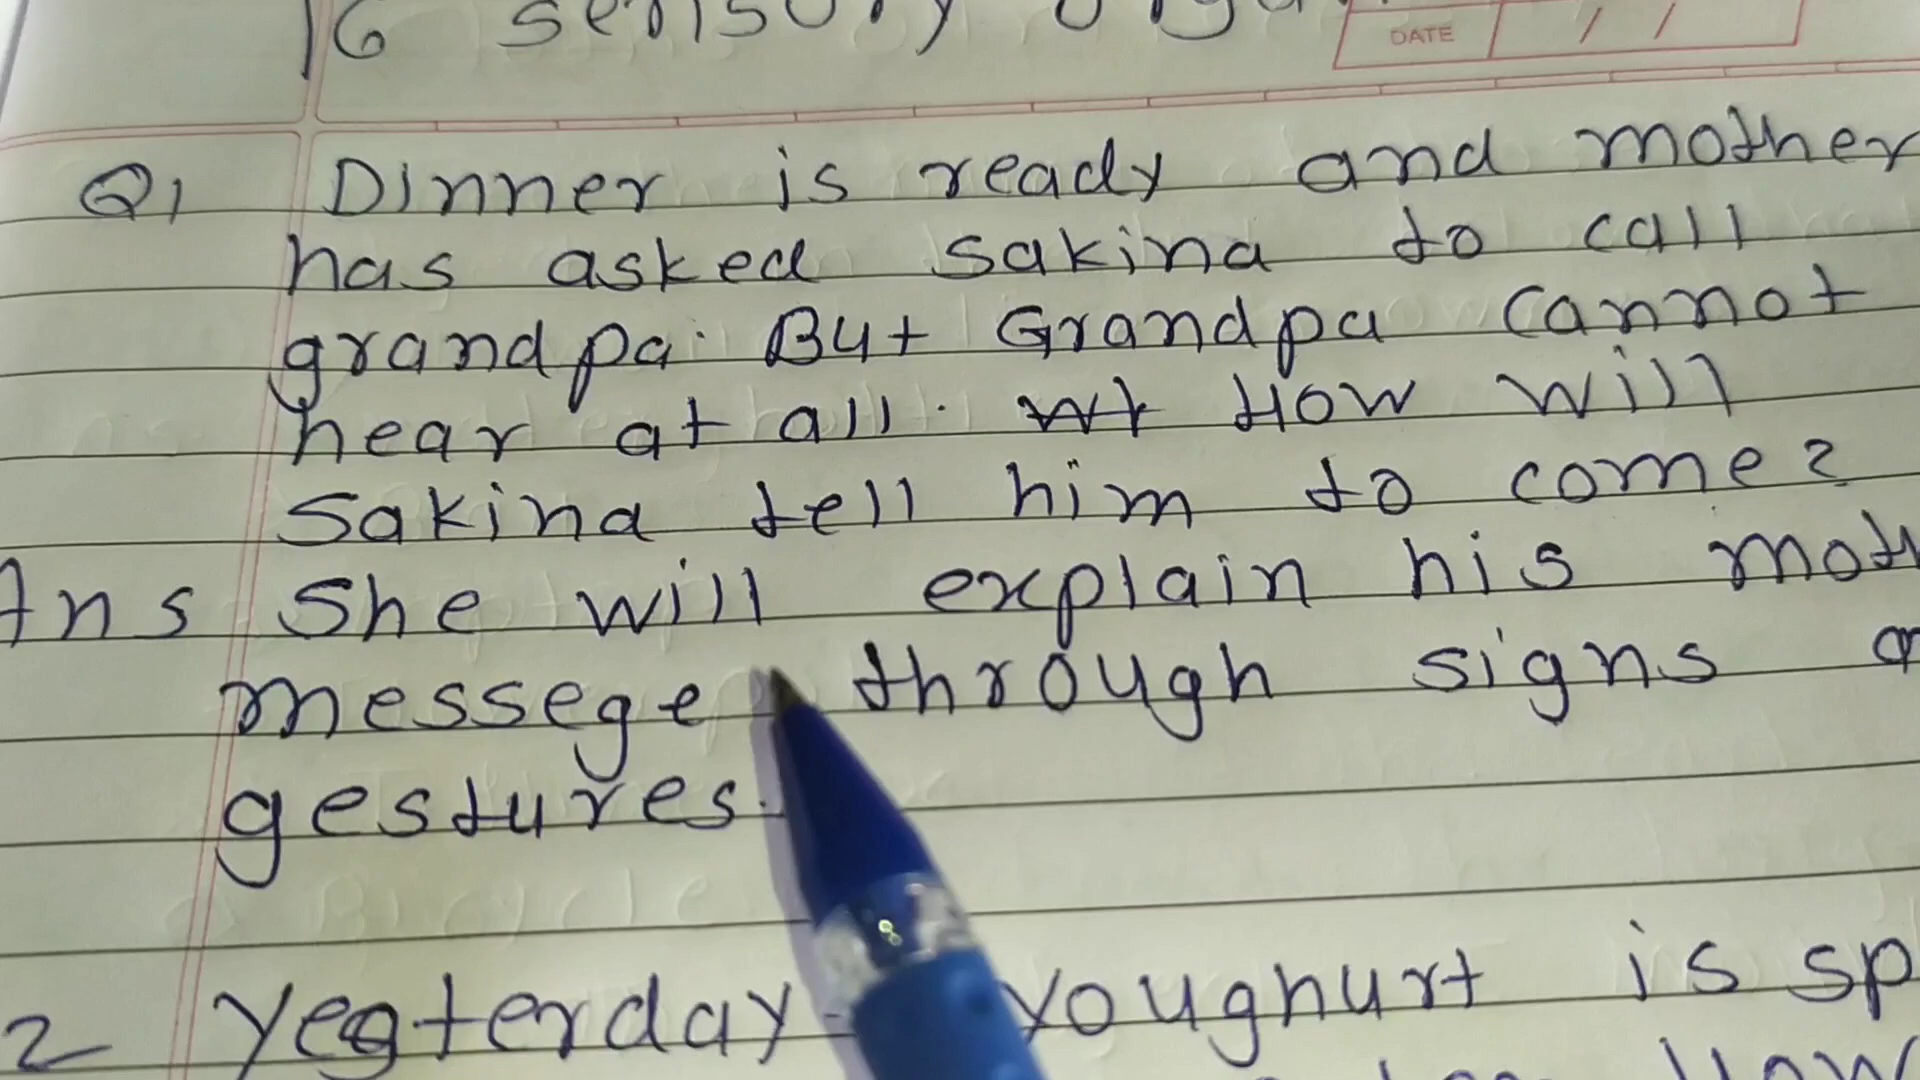 16 sensory
DATE / /
Q1 Dinner is ready and mother
has asked sakina to call
grandpa. But Grandpa cannot
hear at all. How will
sakina tell him to come?
Ans She will explain his
messege through signs
gestures.
2 yesterday youghurt is